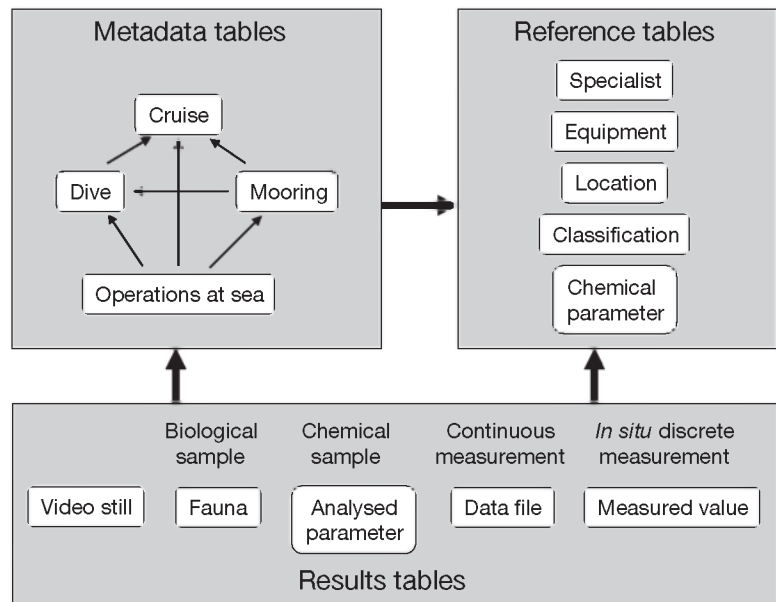 Metadata tables
Cruise
Dive
Mooring
Operations at sea
Reference tables
Specialist
Equipment
Location
Classification
Chemical
parameter
Biological
sample
Chemical
sample
Continuous
measurement
In situ discrete
measurement
Video still
Fauna
Analysed
parameter
Data file
Measured value
Results tables